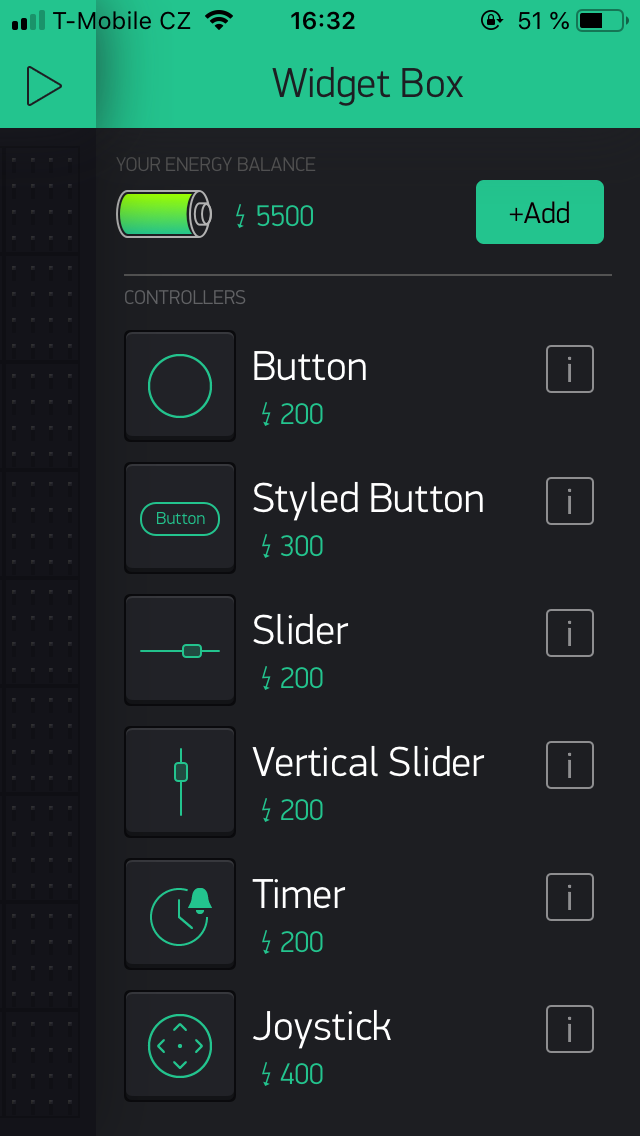 T-Mobile CZ 16:32 51 %
Widget Box
YOUR ENERGY BALANCE
5500
+Add
CONTROLLERS
Button
i
200
Button
Styled Button
i
300
Slider
i
200
Vertical Slider
i
200
Timer
i
200
Joystick
i
400